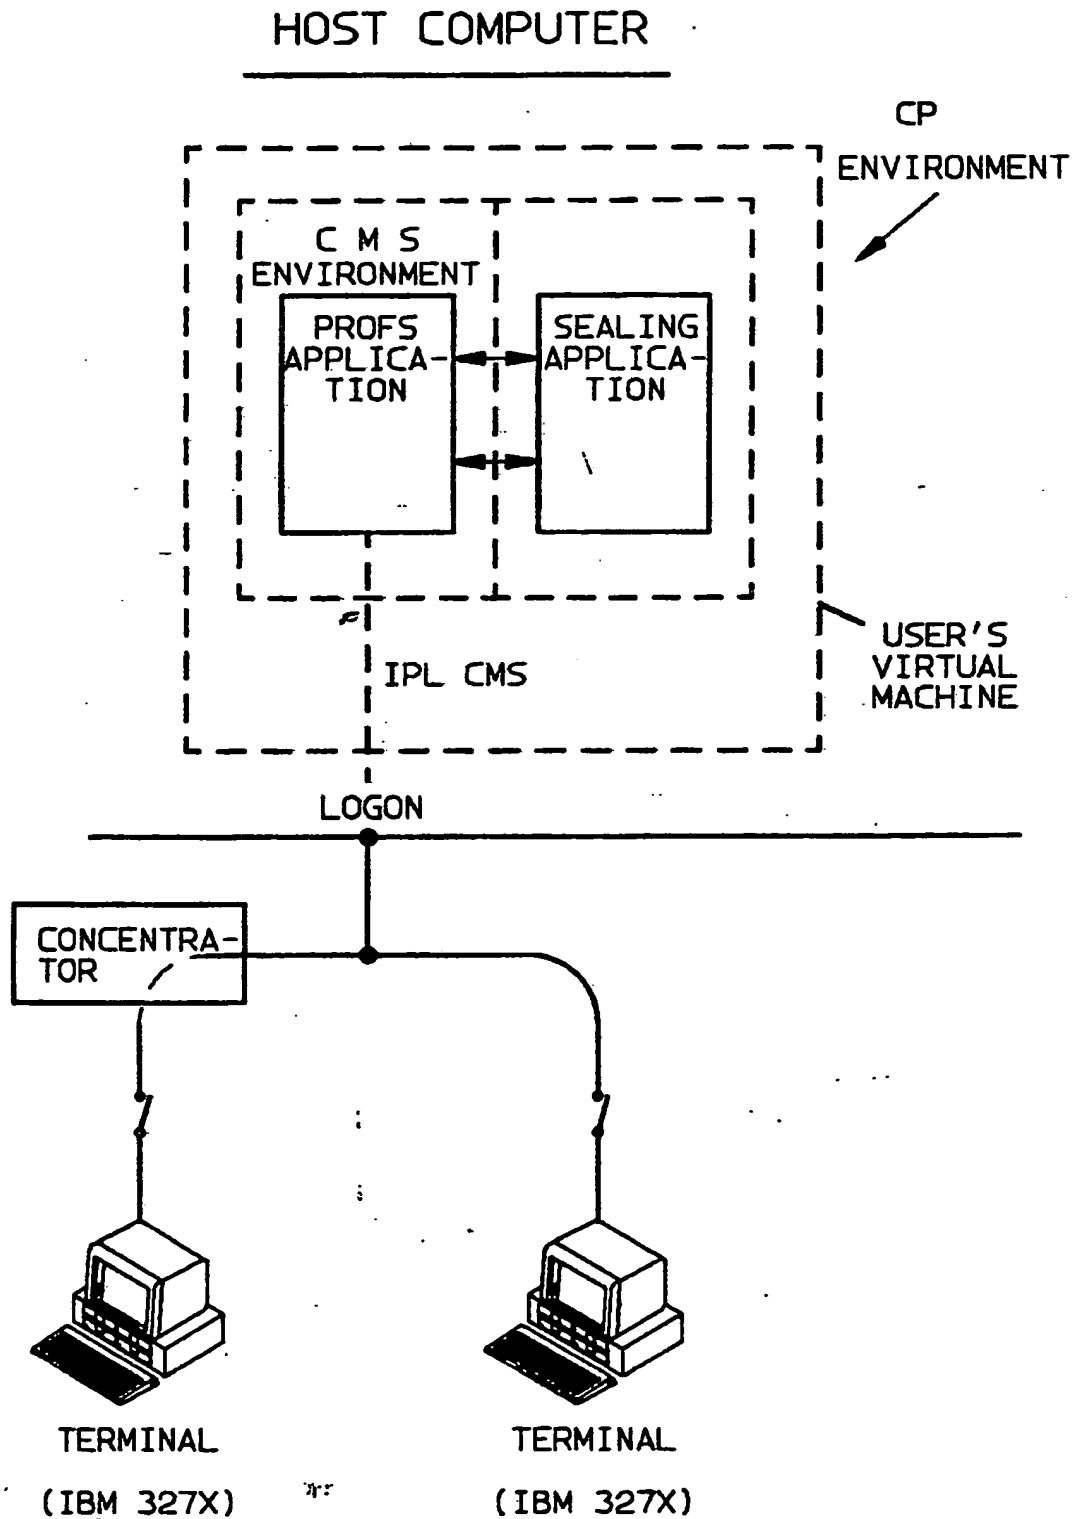 HOST COMPUTER
CP
ENVIRONMENT
C M S
ENVIRONMENT
PROFS
APPLICA-
TION
SEALING
APPLICA-
TION
USER'S
VIRTUAL
MACHINE
IPL CMS
LOGON
CONCENTRA-
TOR
TERMINAL
(IBM 327X)
TERMINAL
(IBM 327X)